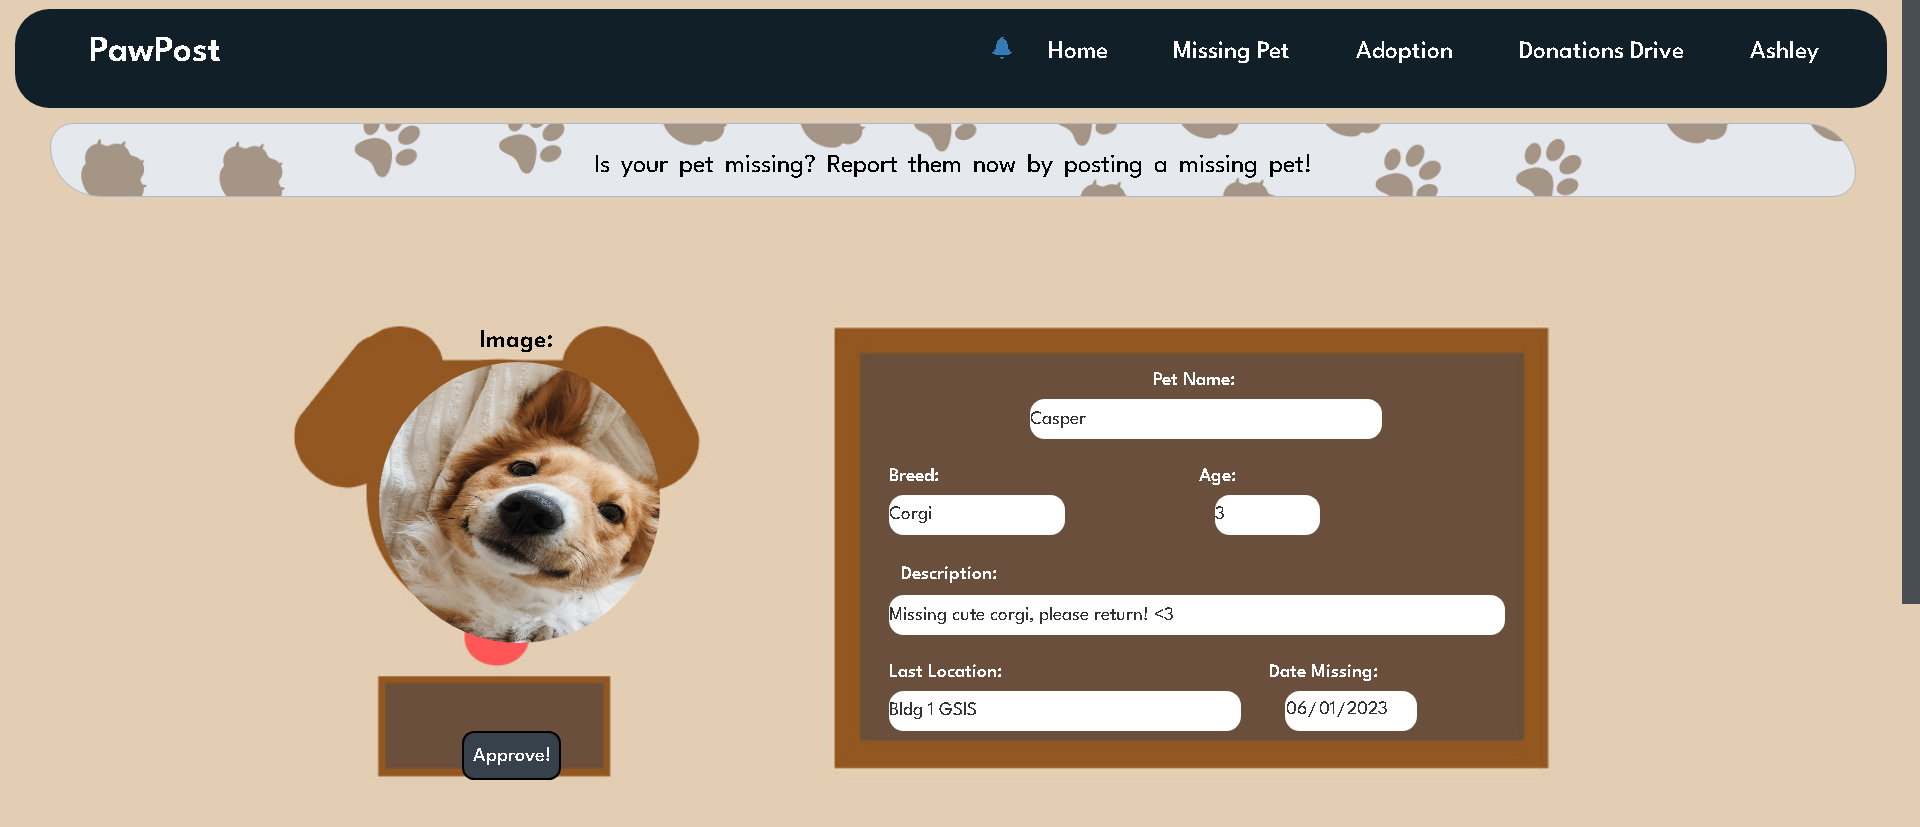 PawPost
Home Missing Pet Adoption Donations Drive Ashley
Is your pet missing? Report them now by posting a missing pet!
Image:
Approve!
Pet Name:
Casper
Breed: Age:
Corgi 3
Description:
Missing cute corgi, please return! <3
Last Location: Date Missing:
Bldg 1 GSIS 06/01/2023